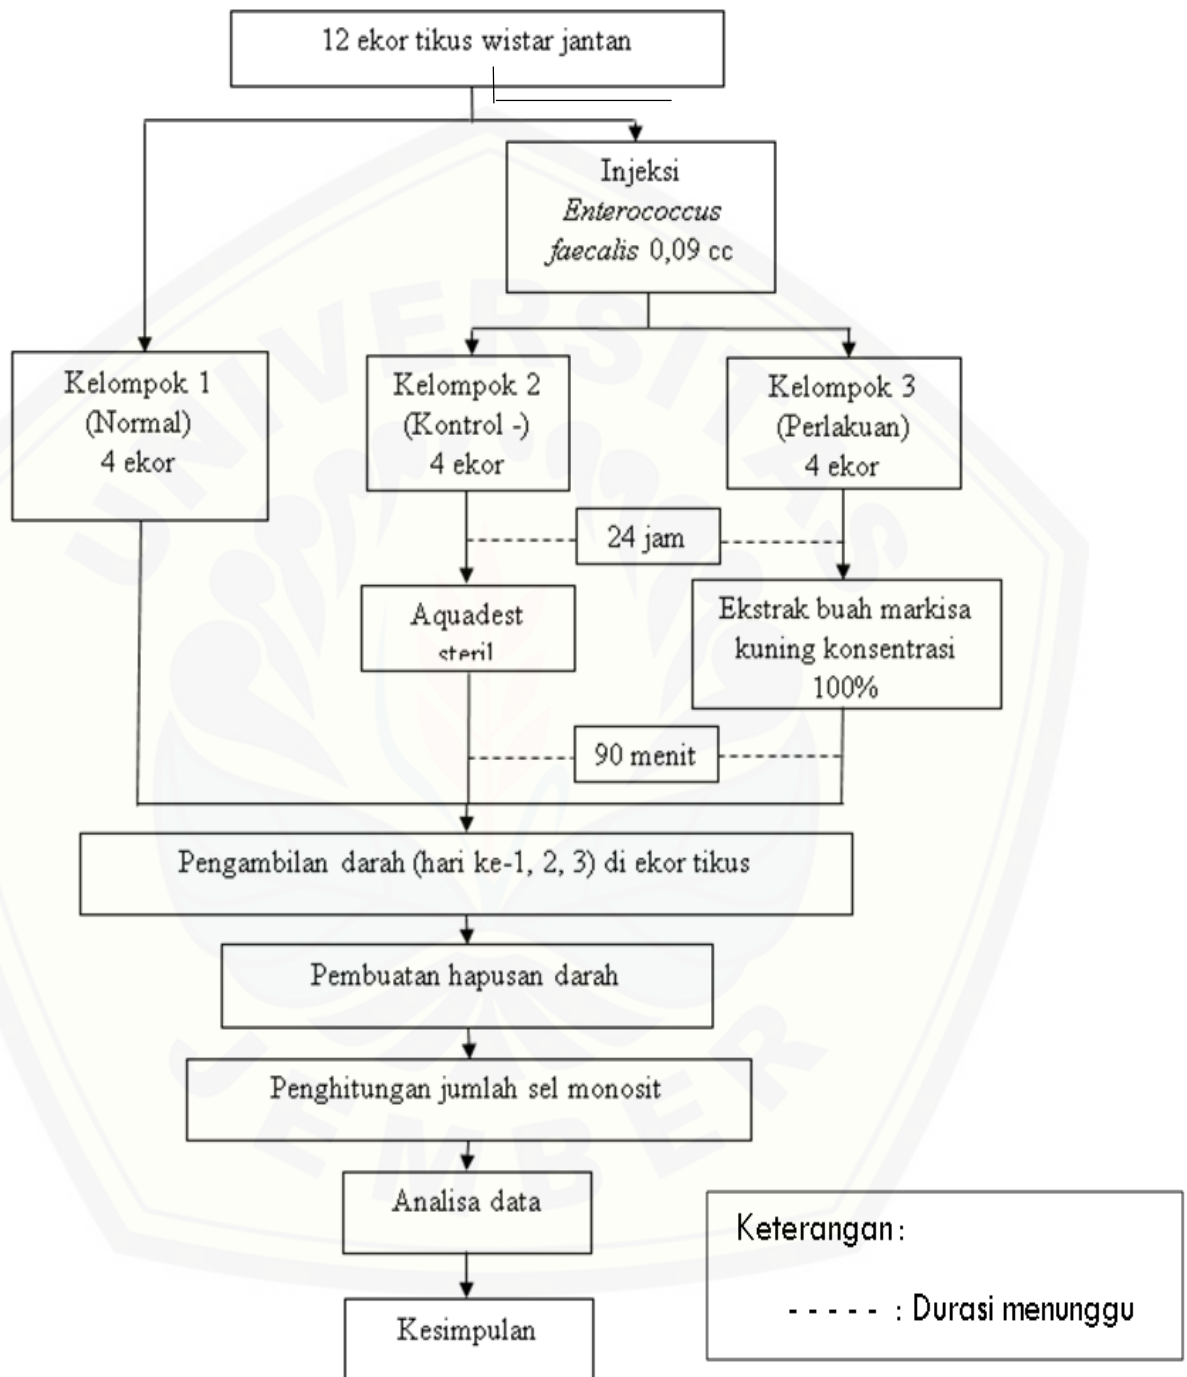 12 ekor tikus wistar jantan
Injeksi
Enterococcus
faecalis 0,09 cc
Kelompok 1
(Normal)
4 ekor
Kelompok 2
(Kontrol -)
4 ekor
Kelompok 3
(Perlakuan)
4 ekor
24 jam
Aquadest
steril
Ekstrak buah markisa
kuning konsentrasi
100%
90 menit
Pengambilan darah (hari ke-1, 2, 3) di ekor tikus
Pembuatan hapusan darah
Penghitungan jumlah sel monosit
Analisa data
Kesimpulan
Keterangan :
- - - - - : Durasi menunggu
UNIVERSITAS
JEMBER